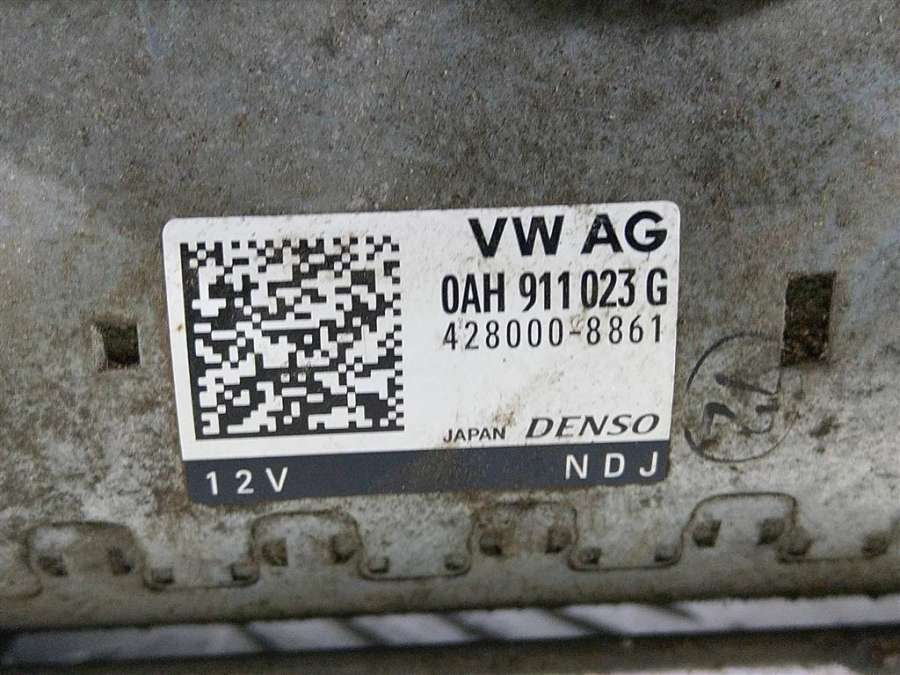 VW AG
0AH 911 023 G
428000-8861
JAPAN DENSO
12V NDJ